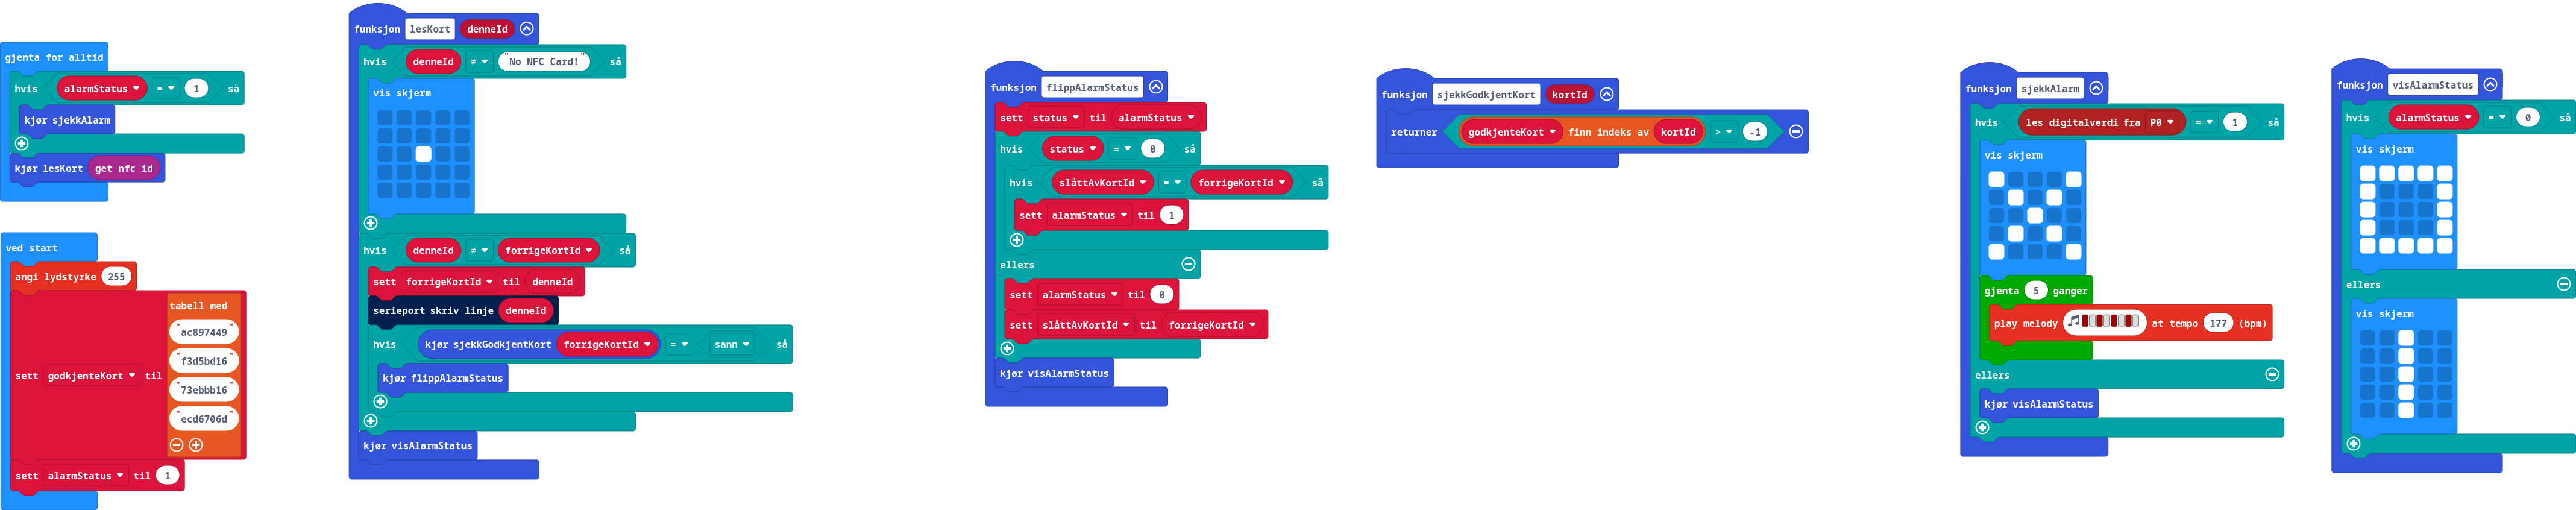 gjenta for alltid
hvis alarmStatus = 1 så
kjør sjekkAlarm
kjør lesKort get nfc id
ved start
angi lydstyrke 255
sett godkjenteKort til tabell med
"ac897449"
"f3d5bd16"
"73ebbb16"
"ecd6706d"
sett alarmStatus til 1
funksjon lesKort denneId
hvis denneId ≠ "No NFC Card!" så
vis skjerm
hvis denneId ≠ forrigeKortId så
sett forrigeKortId til denneId
serieport skriv linje denneId
hvis kjør sjekkGodkjentKort forrigeKortId = sann så
kjør flippAlarmStatus
kjør visAlarmStatus
funksjon flippAlarmStatus
sett status til alarmStatus
hvis status = 0 så
hvis slåttAvKortId = forrigeKortId så
sett alarmStatus til 1
ellers
sett alarmStatus til 0
sett slåttAvKortId til forrigeKortId
kjør visAlarmStatus
funksjon sjekkGodkjentKort kortId
returner godkjenteKort finn indeks av kortId > -1
funksjon sjekkAlarm
hvis les digitalverdi fra P0 = 1 så
vis skjerm
gjenta 5 ganger
play melody at tempo 177 (bpm)
ellers
kjør visAlarmStatus
funksjon visAlarmStatus
hvis alarmStatus = 0 så
vis skjerm
ellers
vis skjerm